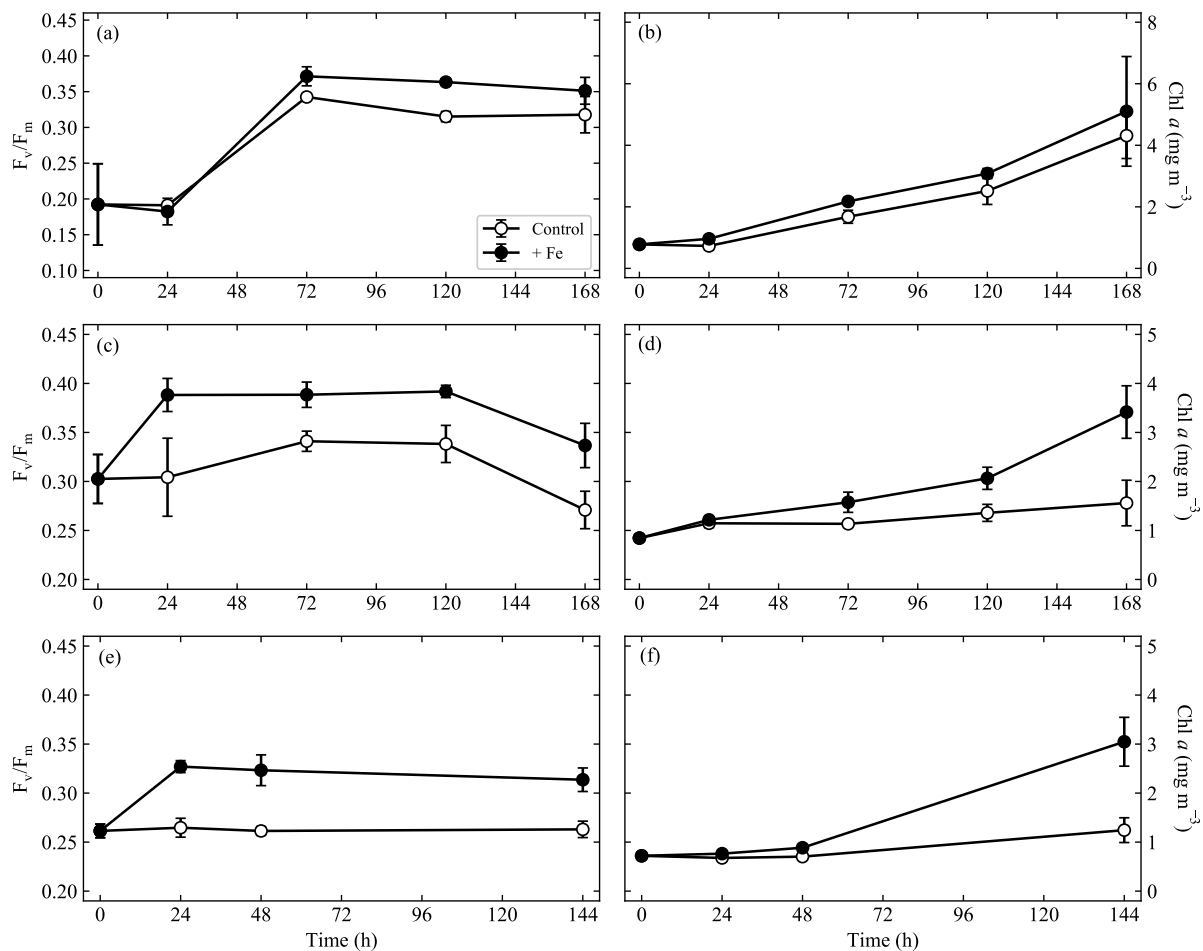 (a)
0.45
0.40
0.35
0.30
0.25
0.20
0.15
0.10
Fv/Fm
Control
+ Fe
0 24 48 72 96 120 144 168
(b)
8
6
4
2
0
Chl a (mg m−3)
0 24 48 72 96 120 144 168
(c)
0.45
0.40
0.35
0.30
0.25
0.20
Fv/Fm
0 24 48 72 96 120 144 168
(d)
5
4
3
2
1
0
Chl a (mg m−3)
0 24 48 72 96 120 144 168
(e)
0.45
0.40
0.35
0.30
0.25
0.20
Fv/Fm
0 24 48 72 96 120 144
Time (h)
(f)
5
4
3
2
1
0
Chl a (mg m−3)
0 24 48 72 96 120 144
Time (h)